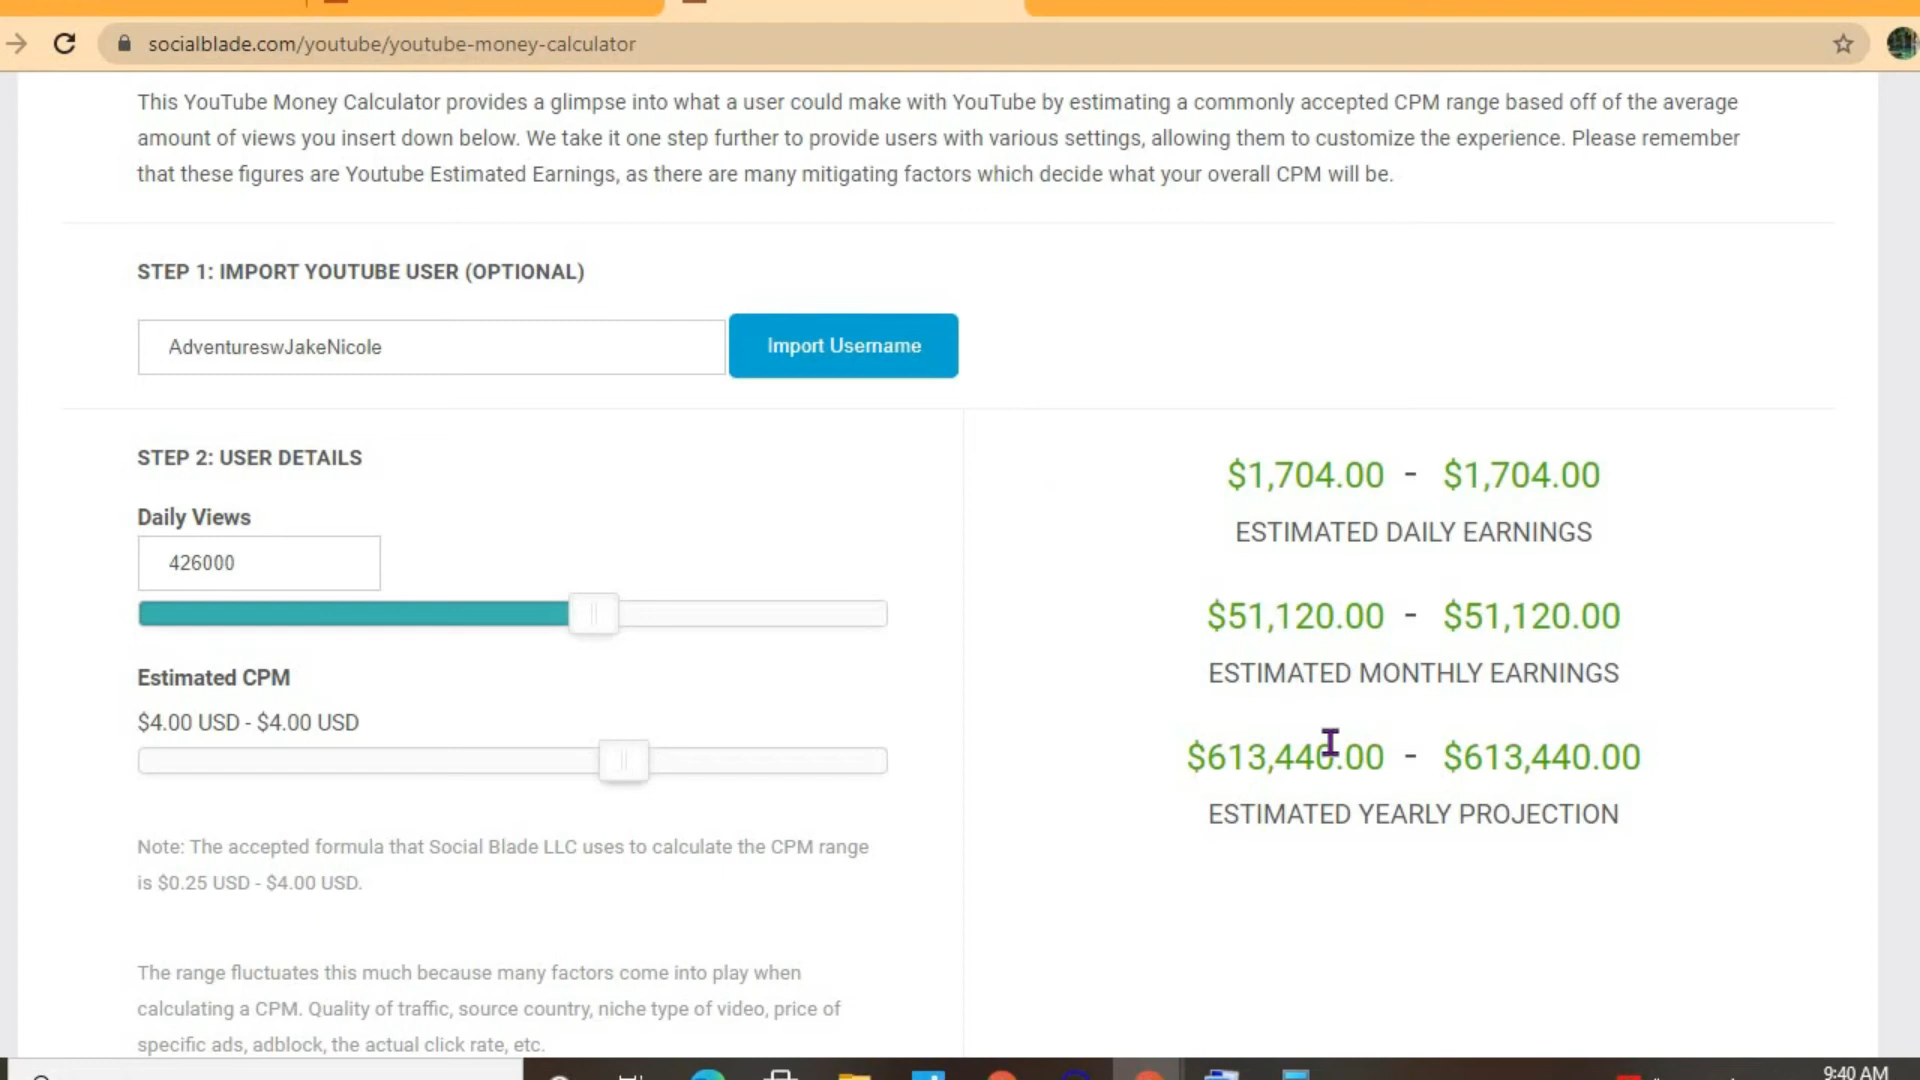 socialblade.com/youtube/youtube-money-calculator
This YouTube Money Calculator provides a glimpse into what a user could make with YouTube by estimating a commonly accepted CPM range based off of the average
amount of views you insert down below. We take it one step further to provide users with various settings, allowing them to customize the experience. Please remember
that these figures are Youtube Estimated Earnings, as there are many mitigating factors which decide what your overall CPM will be.
STEP 1: IMPORT YOUTUBE USER (OPTIONAL)
AdventureswJakeNicole
Import Username
STEP 2: USER DETAILS
Daily Views
426000
Estimated CPM
$4.00 USD - $4.00 USD
Note: The accepted formula that Social Blade LLC uses to calculate the CPM range
is $0.25 USD - $4.00 USD.
The range fluctuates this much because many factors come into play when
calculating a CPM. Quality of traffic, source country, niche type of video, price of
specific ads, adblock, the actual click rate, etc.
$1,704.00 - $1,704.00
ESTIMATED DAILY EARNINGS
$51,120.00 - $51,120.00
ESTIMATED MONTHLY EARNINGS
$613,440.00 - $613,440.00
ESTIMATED YEARLY PROJECTION
9:40 AM